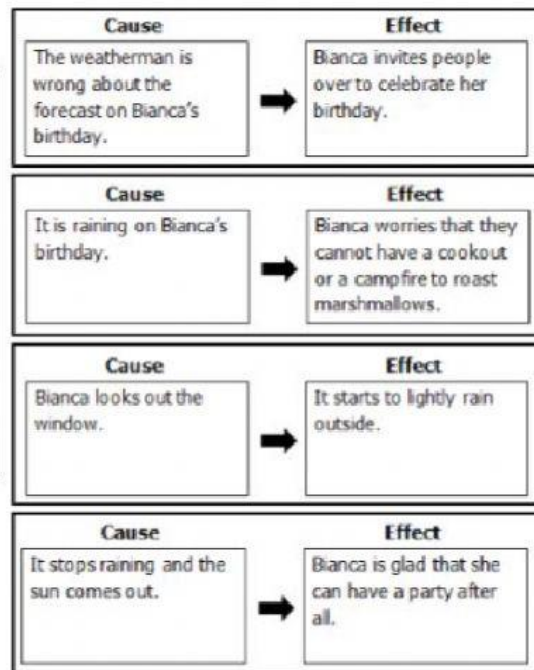 Cause
Effect
The weatherman is
wrong about the
forecast on Bianca's
birthday.
Bianca invites people
over to celebrate her
birthday.
Cause
Effect
It is raining on Bianca's
birthday.
Bianca worries that they
cannot have a cookout
or a campfire to roast
marshmallows.
Cause
Effect
Bianca looks out the
window.
It starts to lightly rain
outside.
Cause
Effect
It stops raining and the
sun comes out.
Bianca is glad that she
can have a party after
all.